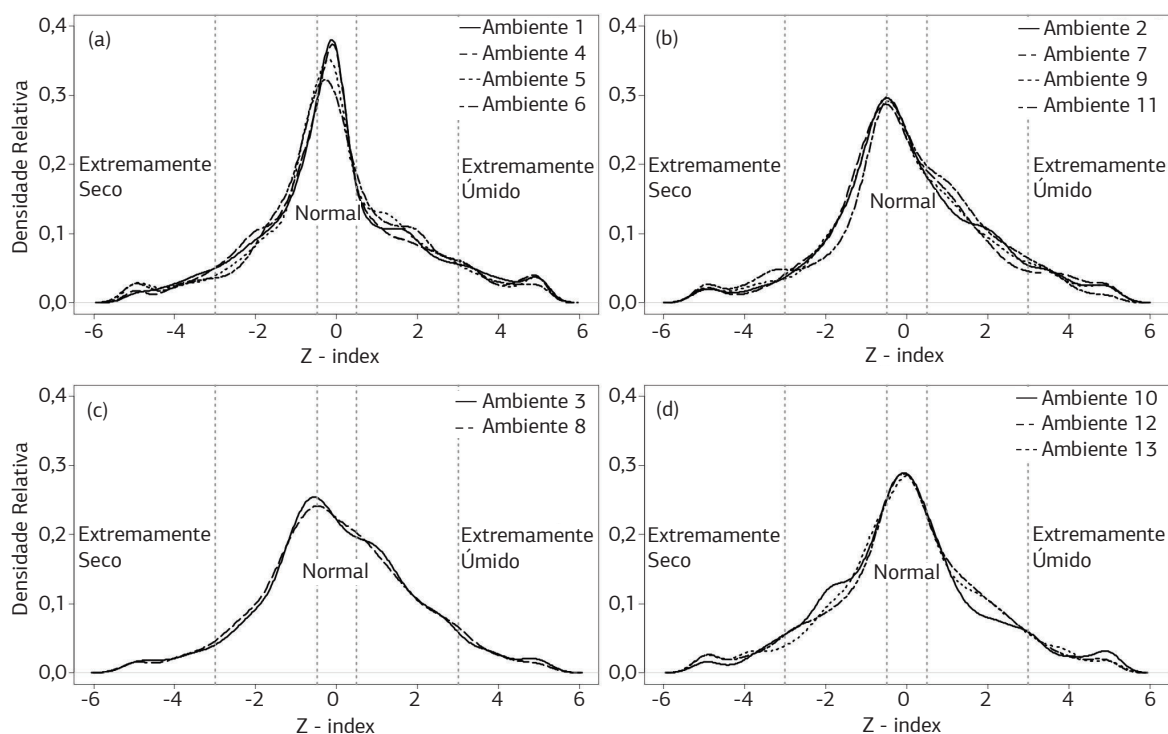 (a)
Densidade Relativa
0,4
0,3
0,2
0,1
0,0
Ambiente 1
Ambiente 4
Ambiente 5
Ambiente 6
Extremamente
Seco
Normal
Extremamente
Úmido
-6 -4 -2 0 2 4 6
Z - index
(b)
0,4
0,3
0,2
0,1
0,0
Ambiente 2
Ambiente 7
Ambiente 9
Ambiente 11
Extremamente
Seco
Normal
Extremamente
Úmido
-6 -4 -2 0 2 4 6
Z - index
(c)
Densidade Relativa
0,4
0,3
0,2
0,1
0,0
Ambiente 3
Ambiente 8
Extremamente
Seco
Normal
Extremamente
Úmido
-6 -4 -2 0 2 4 6
Z - index
(d)
0,4
0,3
0,2
0,1
0,0
Ambiente 10
Ambiente 12
Ambiente 13
Extremamente
Seco
Normal
Extremamente
Úmido
-6 -4 -2 0 2 4 6
Z - index